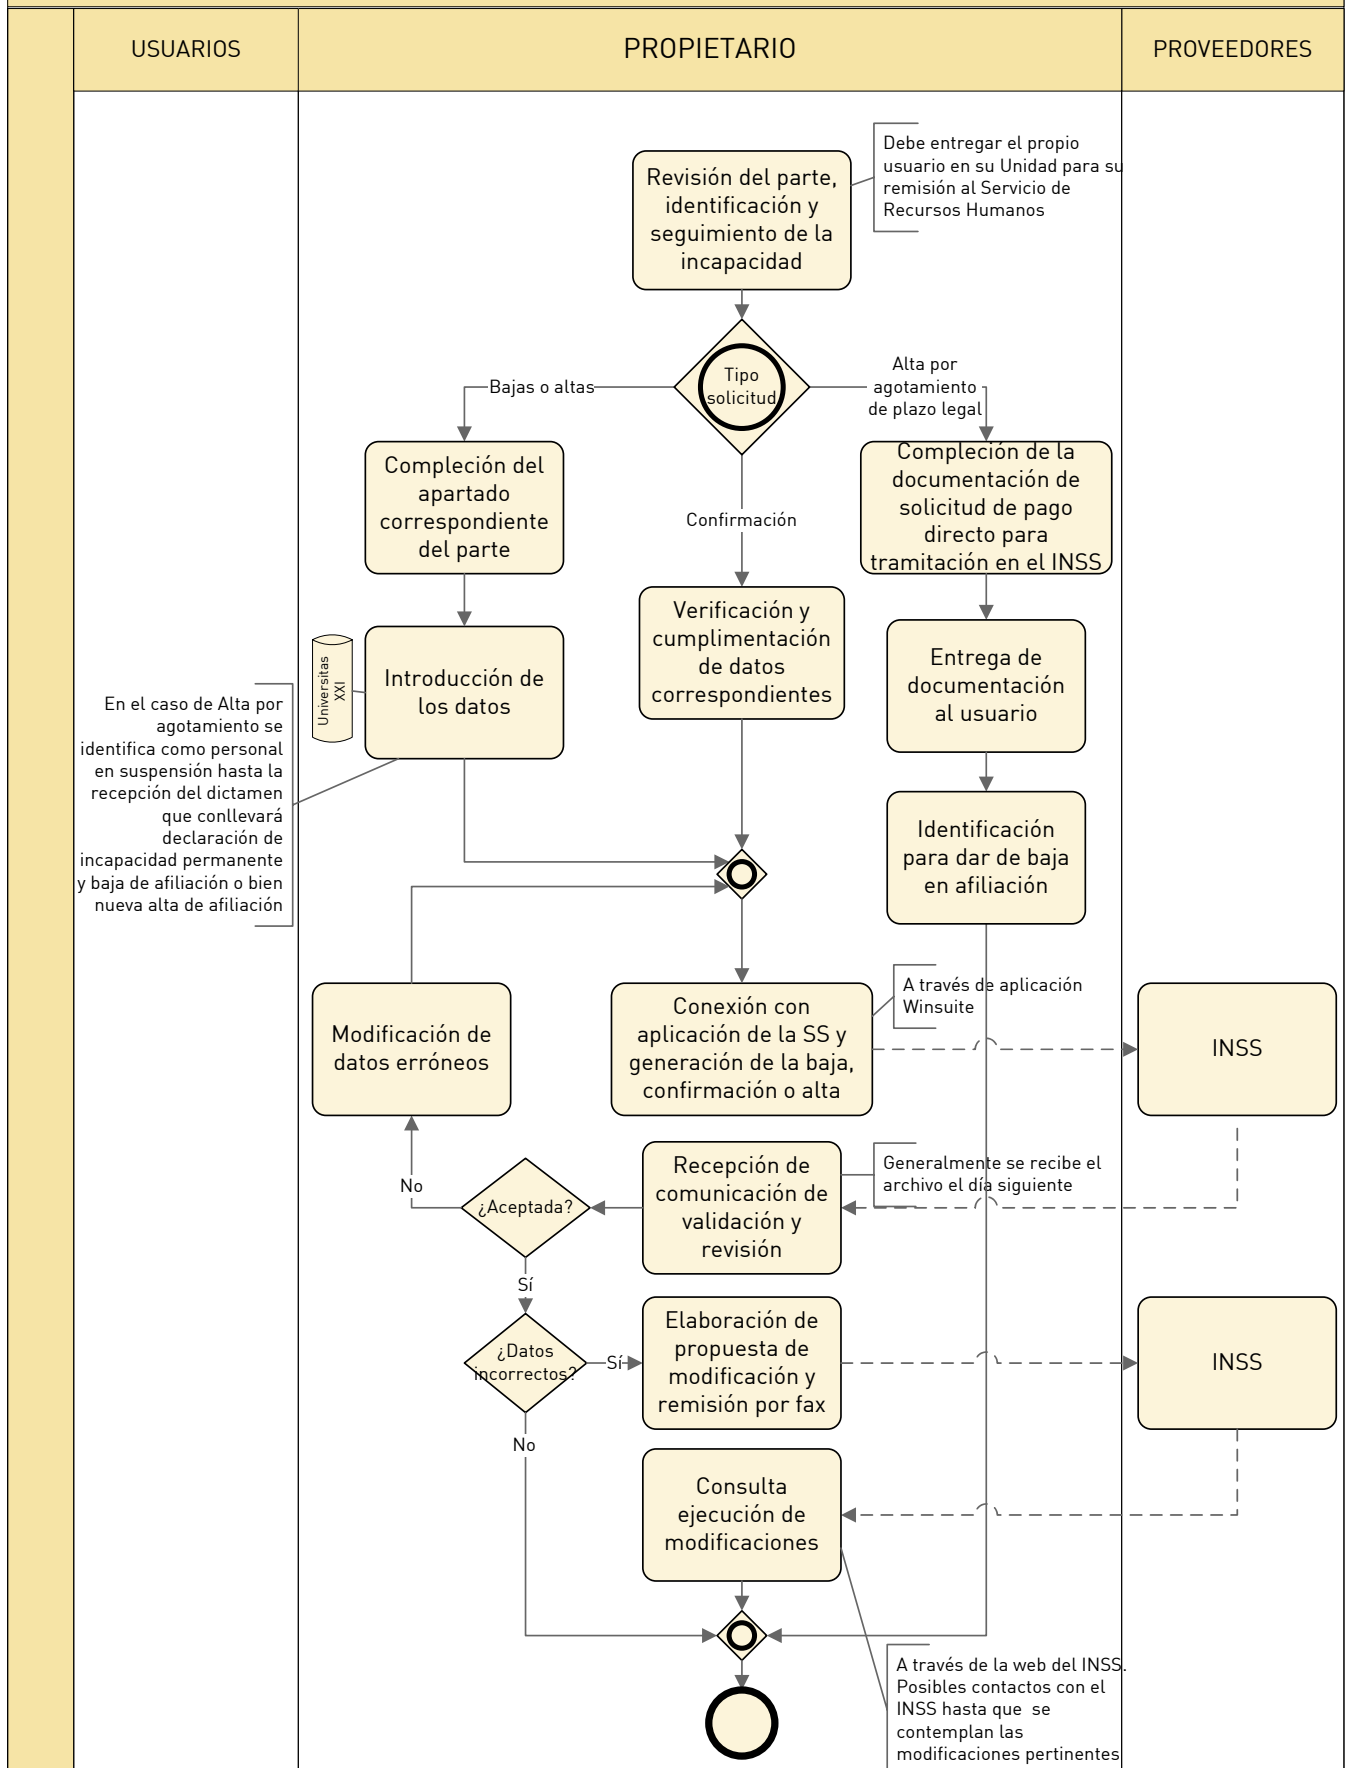 USUARIOS
PROPIETARIO
PROVEEDORES
Debe entregar el propio
usuario en su Unidad para su
remisión al Servicio de
Recursos Humanos
Revisión del parte,
identificación y
seguimiento de la
incapacidad
Tipo
solicitud
Bajas o altas
Alta por
agotamiento
de plazo legal
Confirmación
Compleción del
apartado
correspondiente
del parte
Compleción de la
documentación de
solicitud de pago
directo para
tramitación en el INSS
Verificación y
cumplimentación
de datos
correspondientes
Universitas
XXI
Introducción de
los datos
Entrega de
documentación
al usuario
En el caso de Alta por
agotamiento se
identifica como personal
en suspensión hasta la
recepción del dictamen
que conllevará
declaración de
incapacidad permanente
y baja de afiliación o bien
nueva alta de afiliación
Identificación
para dar de baja
en afiliación
A través de aplicación
Winsuite
Modificación de
datos erróneos
Conexión con
aplicación de la SS y
generación de la baja,
confirmación o alta
INSS
Generalmente se recibe el
archivo el día siguiente
Recepción de
comunicación de
validación y
revisión
¿Aceptada?
No
Sí
¿Datos
incorrectos?
Sí
Elaboración de
propuesta de
modificación y
remisión por fax
INSS
No
Consulta
ejecución de
modificaciones
A través de la web del INSS.
Posibles contactos con el
INSS hasta que  se
contemplan las
modificaciones pertinentes